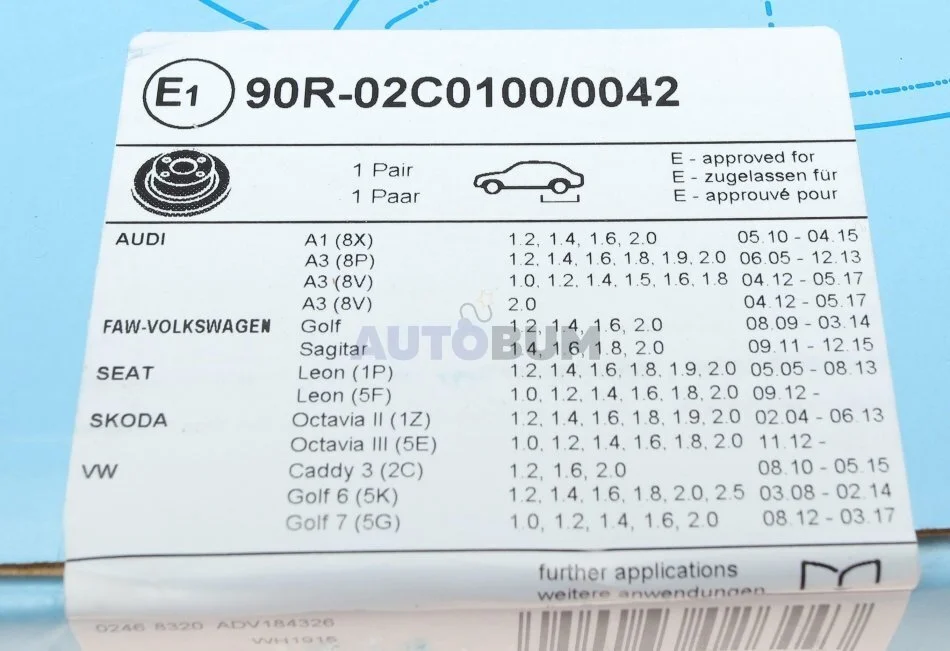 E1 90R-02C0100/0042
1 Pair
1 Paar
E - approved for
E - zugelassen für
E - approuvé pour
AUDI A1 (8X) 1.2, 1.4, 1.6, 2.0 05.10 - 04.15
A3 (8P) 1.2, 1.4, 1.6, 1.8, 1.9, 2.0 06.05 - 12.13
A3 (8V) 1.0, 1.2, 1.4, 1.5, 1.6, 1.8 04.12 - 05.17
A3 (8V) 2.0 04.12 - 05.17
FAW-VOLKSWAGEN Golf 1.2, 1.4, 1.6, 2.0 08.09 - 03.14
Sagitar 1.4, 1.6, 1.8, 2.0 09.11 - 12.15
AUTOBUM
SEAT Leon (1P) 1.2, 1.4, 1.6, 1.8, 1.9, 2.0 05.05 - 08.13
Leon (5F) 1.0, 1.2, 1.4, 1.6, 1.8, 2.0 09.12 -
SKODA Octavia II (1Z) 1.2, 1.4, 1.6, 1.8, 1.9, 2.0 02.04 - 06.13
Octavia III (5E) 1.0, 1.2, 1.4, 1.6, 1.8, 2.0 11.12 -
VW Caddy 3 (2C) 1.2, 1.6, 2.0 08.10 - 05.15
Golf 6 (5K) 1.2, 1.4, 1.6, 1.8, 2.0, 2.5 03.08 - 02.14
Golf 7 (5G) 1.0, 1.2, 1.4, 1.6, 2.0 08.12 - 03.17
further applications
weitere anwendungen
0246 8320 ADV184326
WH1915